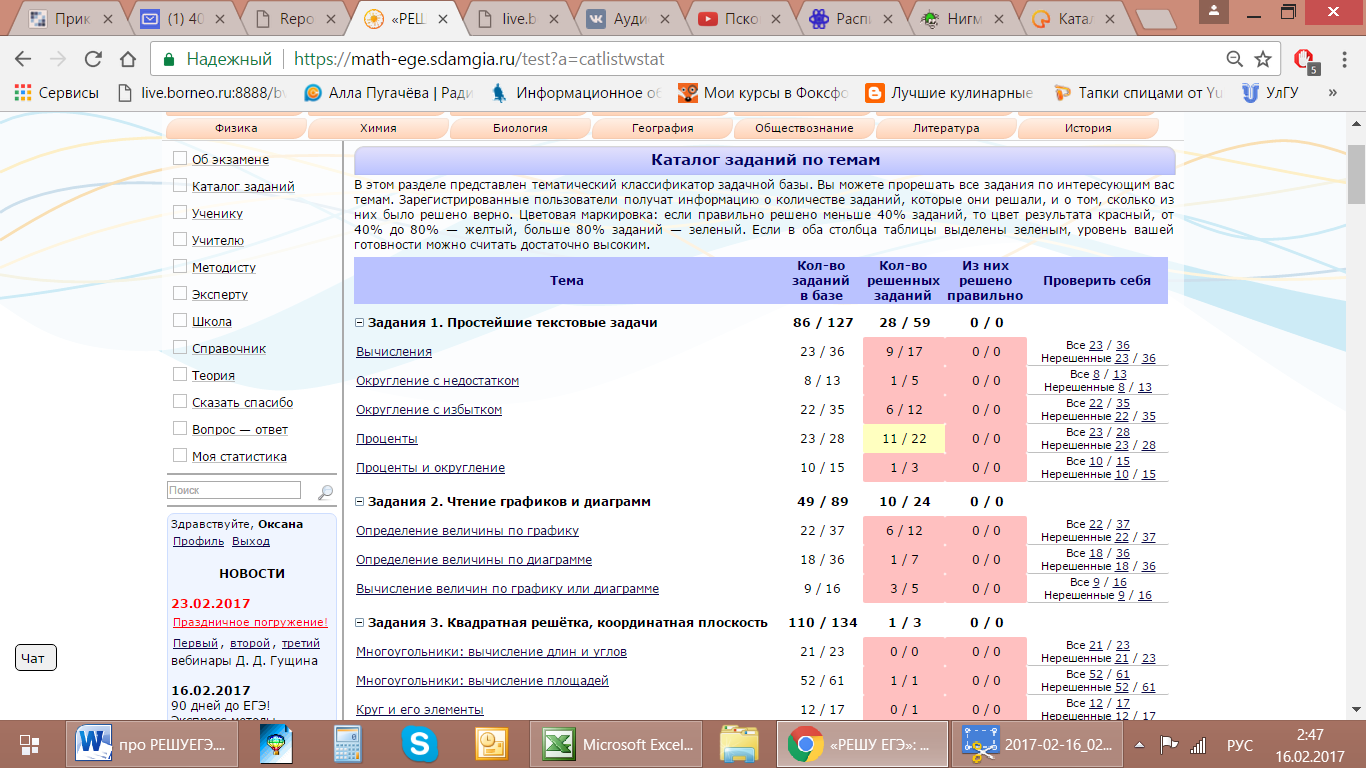 Прик
(1) 40
Repo
«РЕШ
live.b
Ауди
Пско
Распи
Нигм
Ката
Надежный https://math-ege.sdamgia.ru/test?a=catlistwstat
5
Сервисы live.borneo.ru:8888/bv Алла Пугачёва | Ради Информационное об Мои курсы в Фоксфо Лучшие кулинарные Тапки спицами от Yu УлГУ »
Физика Химия Биология География Обществознание Литература История
Об экзамене
Каталог заданий
Ученику
Учителю
Методисту
Эксперту
Школа
Справочник
Теория
Сказать спасибо
Вопрос — ответ
Моя статистика
Поиск
Здравствуйте, Оксана
Профиль Выход
НОВОСТИ
23.02.2017
Праздничное погружение!
Первый, второй, третий
вебинары Д. Д. Гущина
16.02.2017
90 дней до ЕГЭ!
Экспресс-методы
Чат
Каталог заданий по темам
В этом разделе представлен тематический классификатор задачной базы. Вы можете прорешать все задания по интересующим вас
темам. Зарегистрированные пользователи получат информацию о количестве заданий, которые они решали, и о том, сколько из
них было решено верно. Цветовая маркировка: если правильно решено меньше 40% заданий, то цвет результата красный, от
40% до 80% — желтый, больше 80% заданий — зеленый. Если в оба столбца таблицы выделены зеленым, уровень вашей
готовности можно считать достаточно высоким.
Тема Кол-во заданий в базе Кол-во решенных заданий Из них решено правильно Проверить себя
Задания 1. Простейшие текстовые задачи 86 / 127 28 / 59 0 / 0
Вычисления 23 / 36 9 / 17 0 / 0 Все 23 / 36
Нерешенные 23 / 36
Округление с недостатком 8 / 13 1 / 5 0 / 0 Все 8 / 13
Нерешенные 8 / 13
Округление с избытком 22 / 35 6 / 12 0 / 0 Все 22 / 35
Нерешенные 22 / 35
Проценты 23 / 28 11 / 22 0 / 0 Все 23 / 28
Нерешенные 23 / 28
Проценты и округление 10 / 15 1 / 3 0 / 0 Все 10 / 15
Нерешенные 10 / 15
Задания 2. Чтение графиков и диаграмм 49 / 89 10 / 24 0 / 0
Определение величины по графику 22 / 37 6 / 12 0 / 0 Все 22 / 37
Нерешенные 22 / 37
Определение величины по диаграмме 18 / 36 1 / 7 0 / 0 Все 18 / 36
Нерешенные 18 / 36
Вычисление величин по графику или диаграмме 9 / 16 3 / 5 0 / 0 Все 9 / 16
Нерешенные 9 / 16
Задания 3. Квадратная решётка, координатная плоскость 110 / 134 1 / 3 0 / 0
Многоугольники: вычисление длин и углов 21 / 23 0 / 0 0 / 0 Все 21 / 23
Нерешенные 21 / 23
Многоугольники: вычисление площадей 52 / 61 1 / 1 0 / 0 Все 52 / 61
Нерешенные 52 / 61
Круг и его элементы 12 / 17 0 / 1 0 / 0 Все 12 / 17
Нерешенные 12 / 17
про РЕШУЕГЭ.... Microsoft Excel... «РЕШУ ЕГЭ»: ... 2017-02-16_02... РУС 2:47
16.02.2017